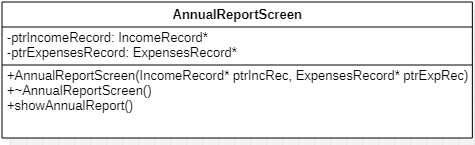 AnnualReportScreen
-ptrIncomeRecord: IncomeRecord*
-ptrExpensesRecord: ExpensesRecord*
+AnnualReportScreen(IncomeRecord* ptrIncRec, ExpensesRecord* ptrExpRec)
+~AnnualReportScreen()
+showAnnualReport()